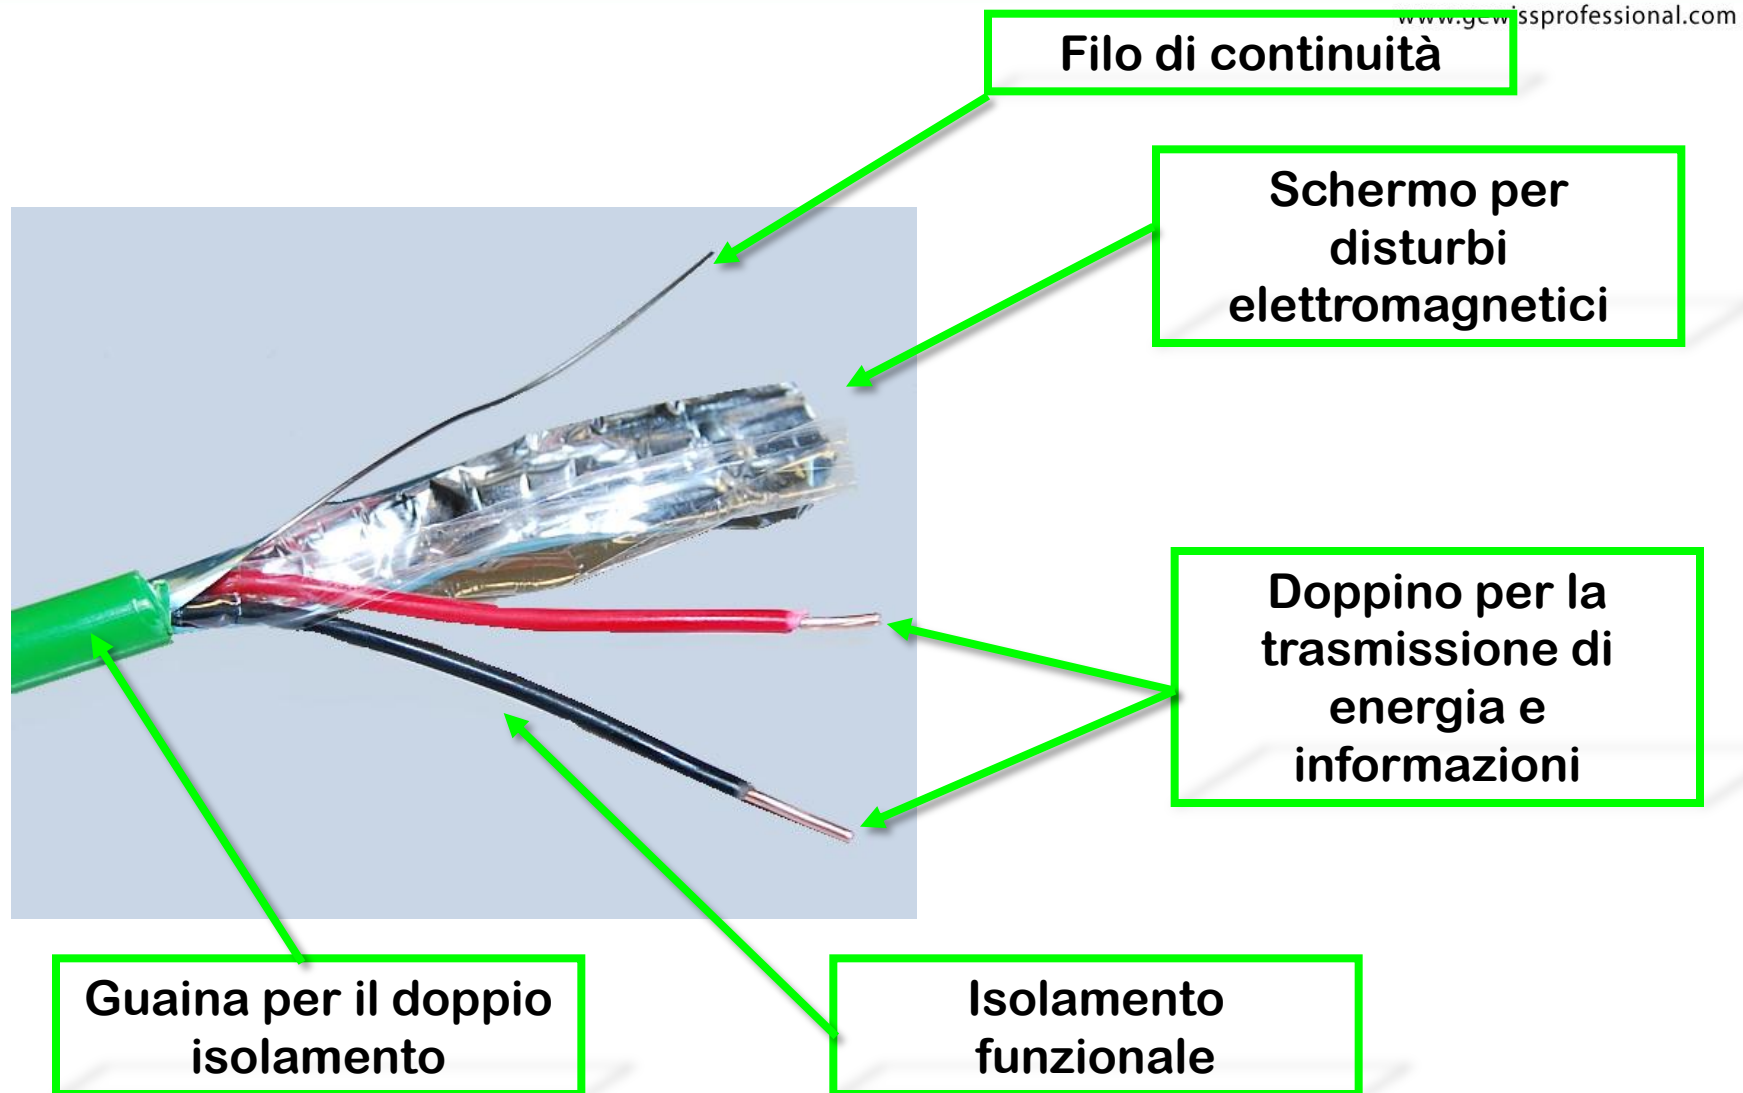 www.gewissprofessional.com
Filo di continuità
Schermo per
disturbi
elettromagnetici
Doppino per la
trasmissione di
energia e
informazioni
Guaina per il doppio
isolamento
Isolamento
funzionale